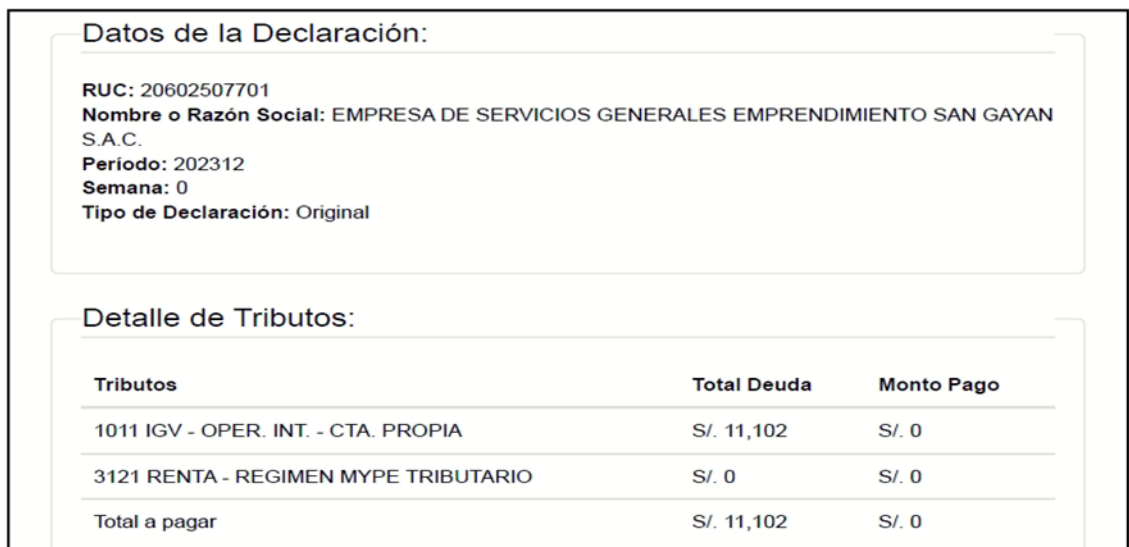 Datos de la Declaración:
RUC: 20602507701
Nombre o Razón Social: EMPRESA DE SERVICIOS GENERALES EMPRENDIMIENTO SAN GAYAN
S.A.C.
Período: 202312
Semana: 0
Tipo de Declaración: Original
Detalle de Tributos:
Tributos Total Deuda Monto Pago
1011 IGV - OPER. INT. - CTA. PROPIA S/. 11,102 S/. 0
3121 RENTA - REGIMEN MYPE TRIBUTARIO S/. 0 S/. 0
Total a pagar S/. 11,102 S/. 0